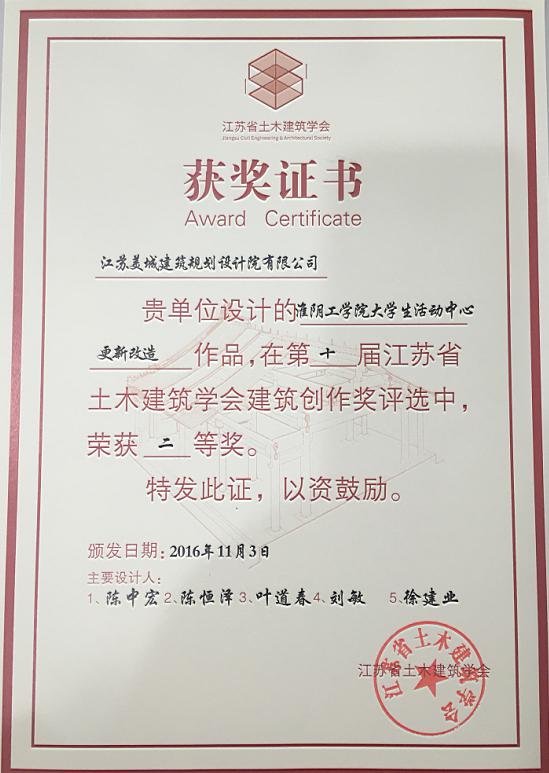 江苏省土木建筑学会
Jiangsu Civil Engineering & Architectural Society
获奖证书
Award Certificate
江苏美城建筑规划设计院有限公司
贵单位设计的淮阴工学院大学生活动中心
更新改造作品,在第十届江苏省
土木建筑学会建筑创作奖评选中,
荣获二等奖。
特发此证，以资鼓励。
颁发日期:2016年11月3日
主要设计人:
1、陈中宏 2、陈恒泽 3、叶道春 4、刘敏 5、徐建业
江苏省土木建筑学会
江苏省土木建筑学会